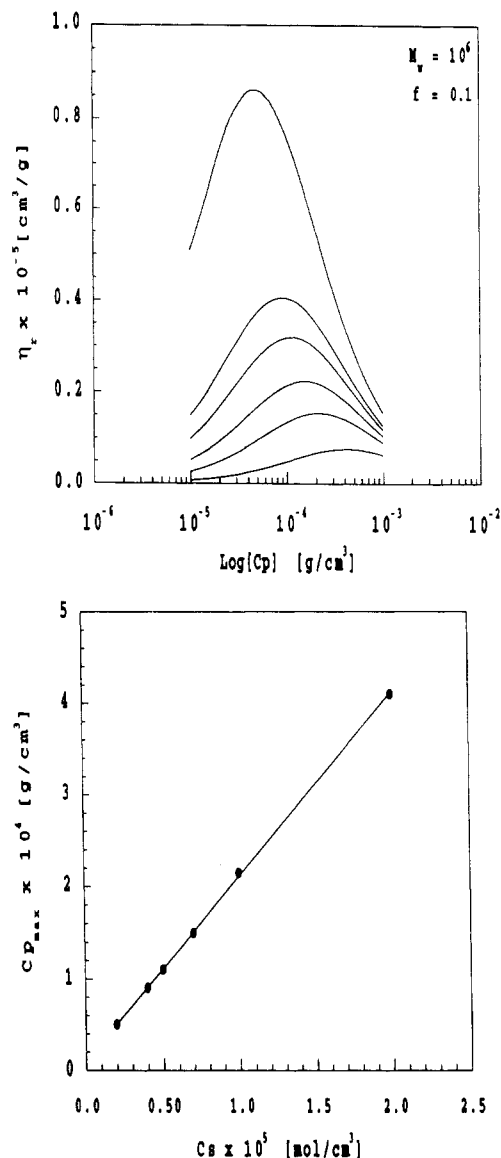 1.0
M_v = 10^6
f = 0.1
0.8
0.6
0.4
0.2
0.0
η_r x 10^-5 [cm^3/g]
10^-6 10^-5 10^-4 10^-3 10^-2
Log{Cp} [g/cm^3]
5
4
3
2
1
0
Cp_max x 10^4 [g/cm^3]
0.0 0.50 1.0 1.5 2.0 2.5
Cs x 10^5 [mol/cm^3]